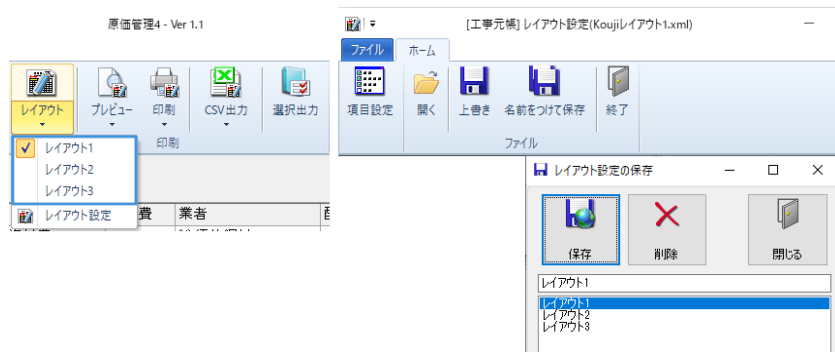 原価管理4 - Ver 1.1
レイアウト
プレビュー
印刷
CSV出力
選択出力
印刷
レイアウト1
レイアウト2
レイアウト3
レイアウト設定
費
業者
[工事元帳] レイアウト設定(Koujiレイアウト1.xml)
ファイル
ホーム
項目設定
開く
上書き
名前をつけて保存
終了
ファイル
レイアウト設定の保存
保存
削除
閉じる
レイアウト1
レイアウト1
レイアウト2
レイアウト3